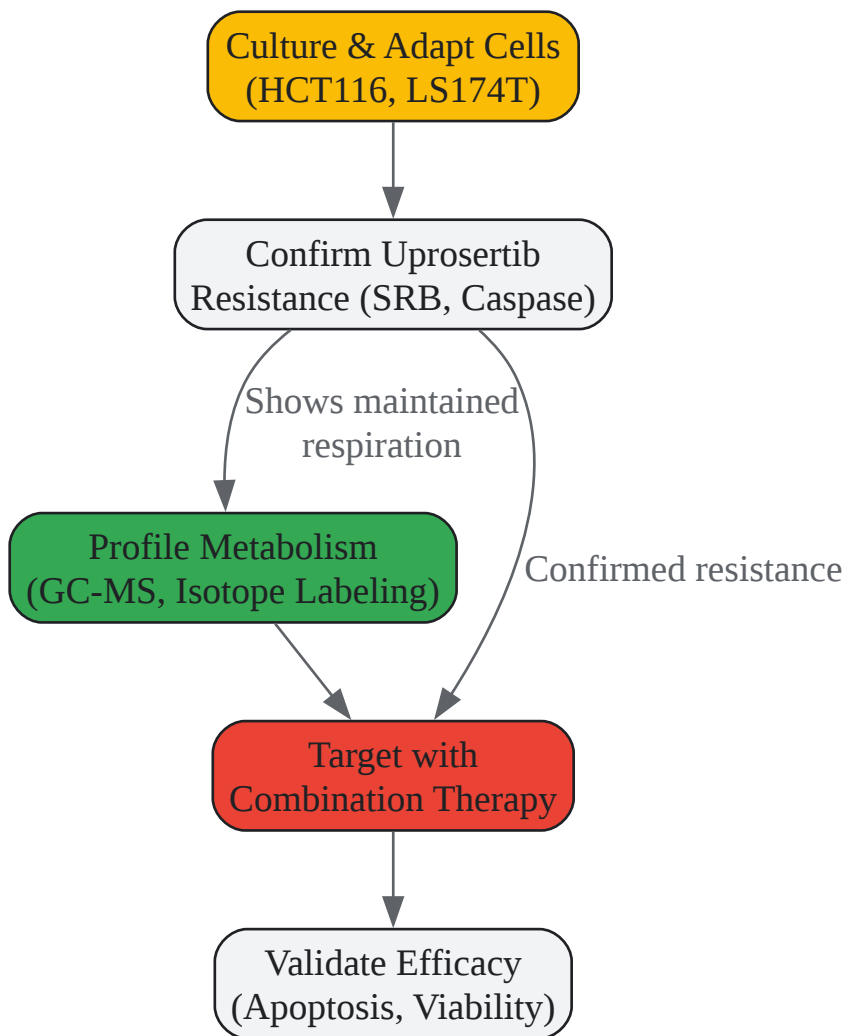 Culture & Adapt Cells
(HCT116, LS174T)
Confirm Uprosertib
Resistance (SRB, Caspase)
Shows maintained
respiration
Profile Metabolism
(GC-MS, Isotope Labeling)
Confirmed resistance
Target with
Combination Therapy
Validate Efficacy
(Apoptosis, Viability)